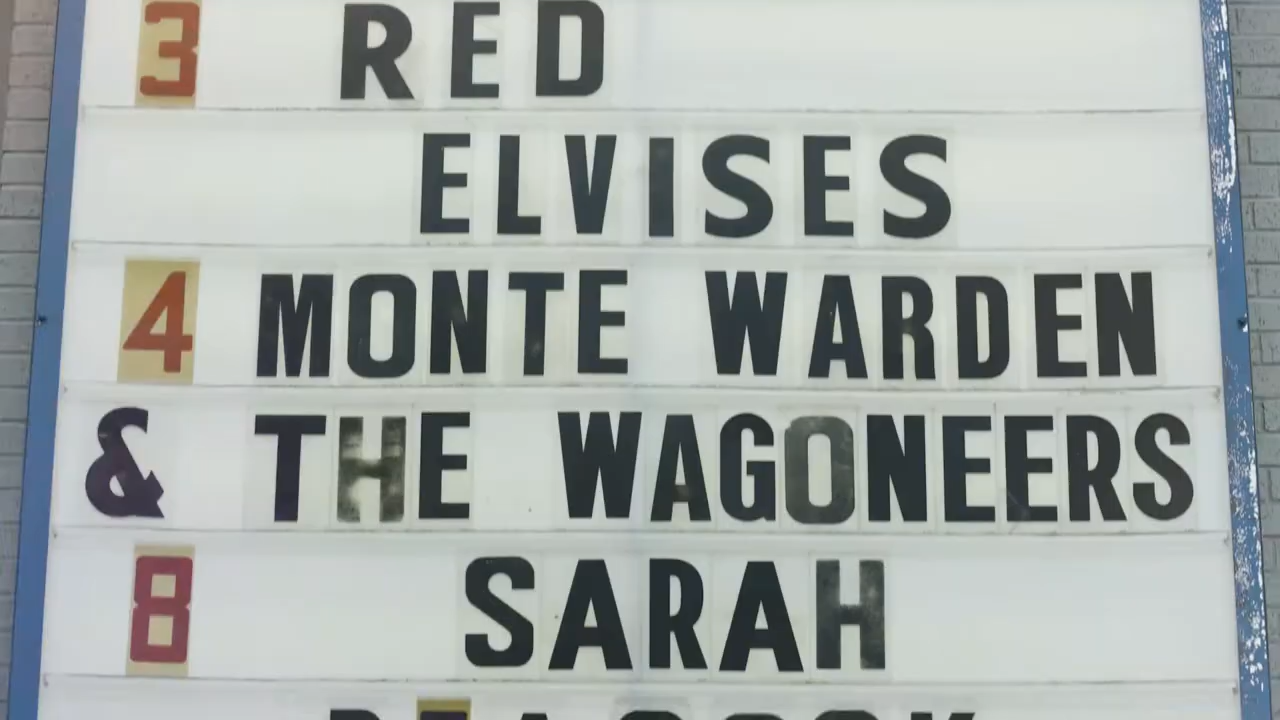 3 RED
ELVISES
4 MONTE WARDEN
& THE WAGONEERS
8 SARAH